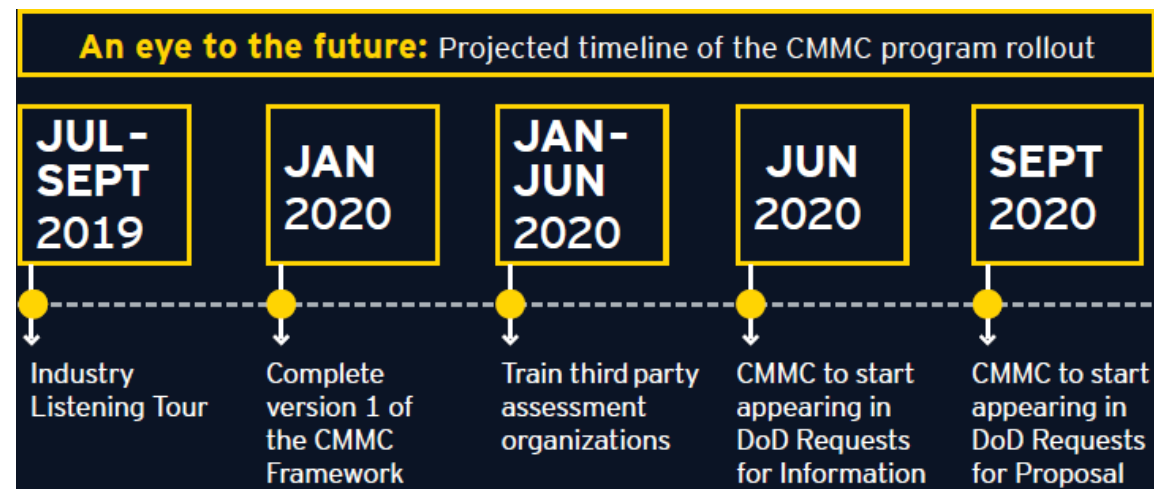 An eye to the future: Projected timeline of the CMMC program rollout
JUL-
SEPT
2019
Industry
Listening Tour
JAN
2020
Complete
version 1 of
the CMMC
Framework
JAN-
JUN
2020
Train third party
assessment
organizations
JUN
2020
CMMC to start
appearing in
DoD Requests
for Information
SEPT
2020
CMMC to start
appearing in
DoD Requests
for Proposal